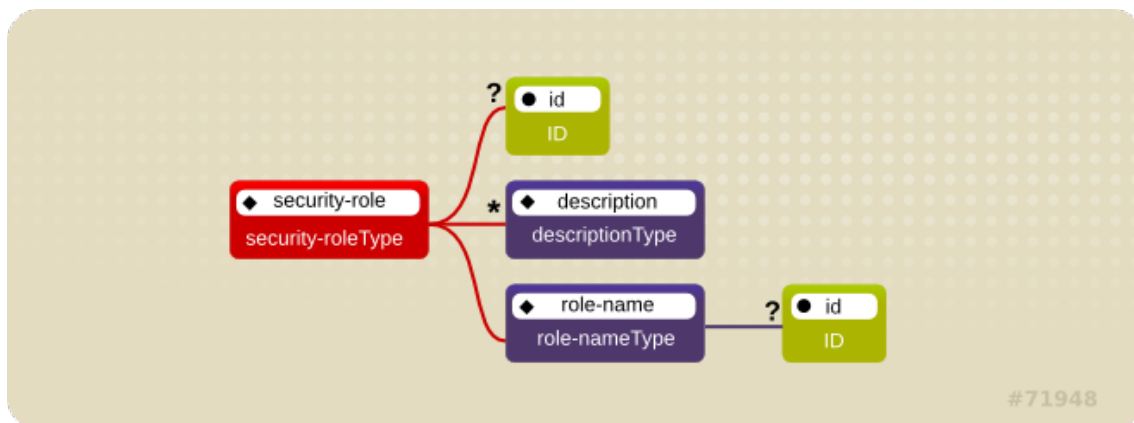 ?
id
ID
security-role
security-roleType
*
description
descriptionType
role-name
role-nameType
?
id
ID
#71948